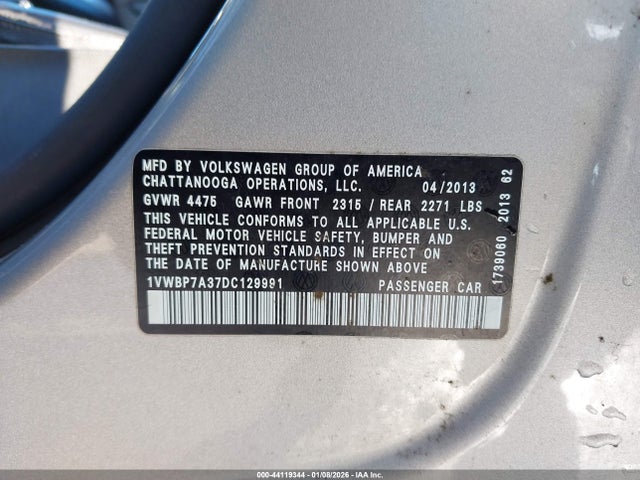 MFD BY VOLKSWAGEN GROUP OF AMERICA
CHATTANOOGA OPERATIONS, LLC. 04/2013
GVWR 4475 GAWR FRONT 2315 / REAR 2271 LBS
THIS VEHICLE CONFORMS TO ALL APPLICABLE U.S.
FEDERAL MOTOR VEHICLE SAFETY, BUMPER AND
THEFT PREVENTION STANDARDS IN EFFECT ON
THE DATE OF MANUFACTURE SHOWN ABOVE
1VWBP7A37DC129991 PASSENGER CAR
1739060 2013 62
000-44119344 - 01/08/2026 - IAA Inc.